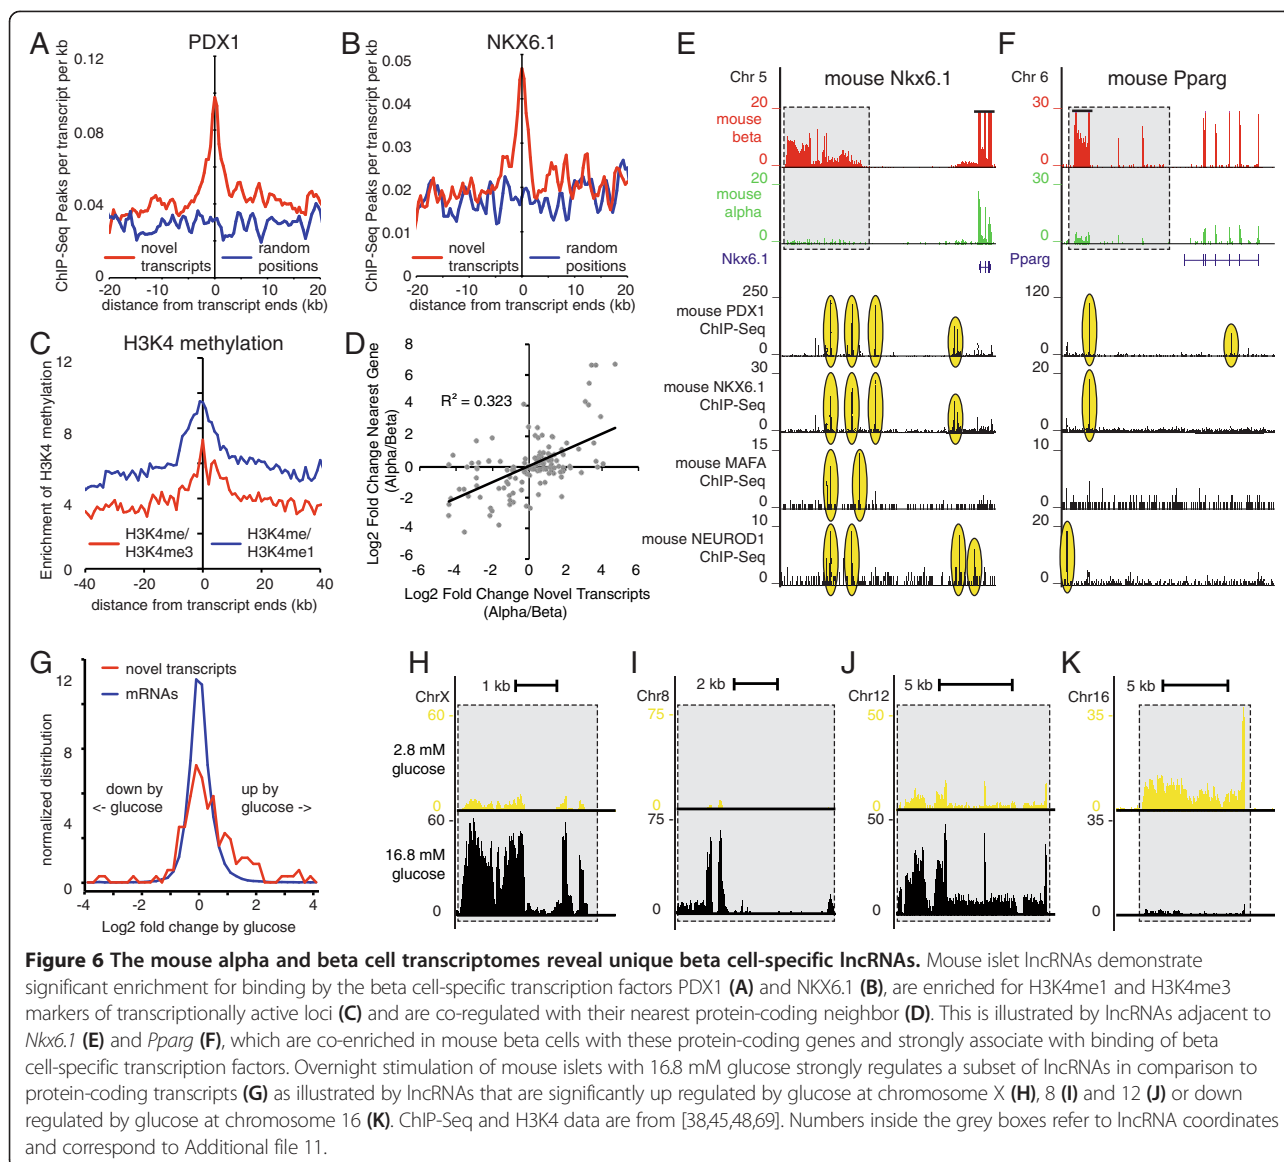 A
PDX1
ChIP-Seq Peaks per transcript per kb
0.12
0.08
0.04
0
novel transcripts
random positions
-20 -10 0 10 20
distance from transcript ends (kb)
B
NKX6.1
ChIP-Seq Peaks per transcript per kb
0.05
0.04
0.03
0.02
0.01
0.00
novel transcripts
random positions
-20 -10 0 10 20
distance from transcript ends (kb)
C
H3K4 methylation
Enrichment of H3K4 methylation
12
8
4
0
H3K4me/
H3K4me3
H3K4me/
H3K4me1
-40 -20 0 20 40
distance from transcript ends (kb)
D
Log2 Fold Change Nearest Gene
(Alpha/Beta)
8
6
4
2
0
-2
-4
-6
R² = 0.323
-6 -4 -2 0 2 4 6
Log2 Fold Change Novel Transcripts
(Alpha/Beta)
E
Chr 5
mouse Nkx6.1
20
mouse
beta
0
20
mouse
alpha
0
Nkx6.1
250
mouse PDX1
ChIP-Seq
0
30
mouse NKX6.1
ChIP-Seq
0
15
mouse MAFA
ChIP-Seq
0
10
mouse NEUROD1
ChIP-Seq
0
F
Chr 6
mouse Pparg
30
0
30
0
Pparg
120
0
20
0
10
0
20
0
G
normalized distribution
12
8
4
0
novel transcripts
mRNAs
down by
<- glucose
up by
glucose ->
-4 -2 0 2 4
Log2 fold change by glucose
H
1 kb
ChrX
60
2.8 mM
glucose
0
60
16.8 mM
glucose
0
I
2 kb
Chr8
75
0
75
0
J
5 kb
Chr12
50
0
50
0
K
5 kb
Chr16
35
0
35
0
Figure 6 The mouse alpha and beta cell transcriptomes reveal unique beta cell-specific lncRNAs. Mouse islet lncRNAs demonstrate
significant enrichment for binding by the beta cell-specific transcription factors PDX1 (A) and NKX6.1 (B), are enriched for H3K4me1 and H3K4me3
markers of transcriptionally active loci (C) and are co-regulated with their nearest protein-coding neighbor (D). This is illustrated by lncRNAs adjacent to
Nkx6.1 (E) and Pparg (F), which are co-enriched in mouse beta cells with these protein-coding genes and strongly associate with binding of beta
cell-specific transcription factors. Overnight stimulation of mouse islets with 16.8 mM glucose strongly regulates a subset of lncRNAs in comparison to
protein-coding transcripts (G) as illustrated by lncRNAs that are significantly up regulated by glucose at chromosome X (H), 8 (I) and 12 (J) or down
regulated by glucose at chromosome 16 (K). ChIP-Seq and H3K4 data are from [38,45,48,69]. Numbers inside the grey boxes refer to lncRNA coordinates
and correspond to Additional file 11.